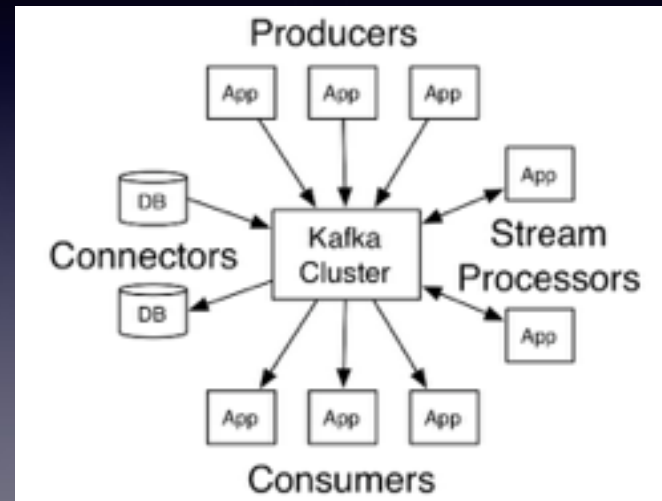 Producers
App App App
DB
App
Connectors
Kafka
Cluster
Stream
Processors
DB
App
App App App
Consumers